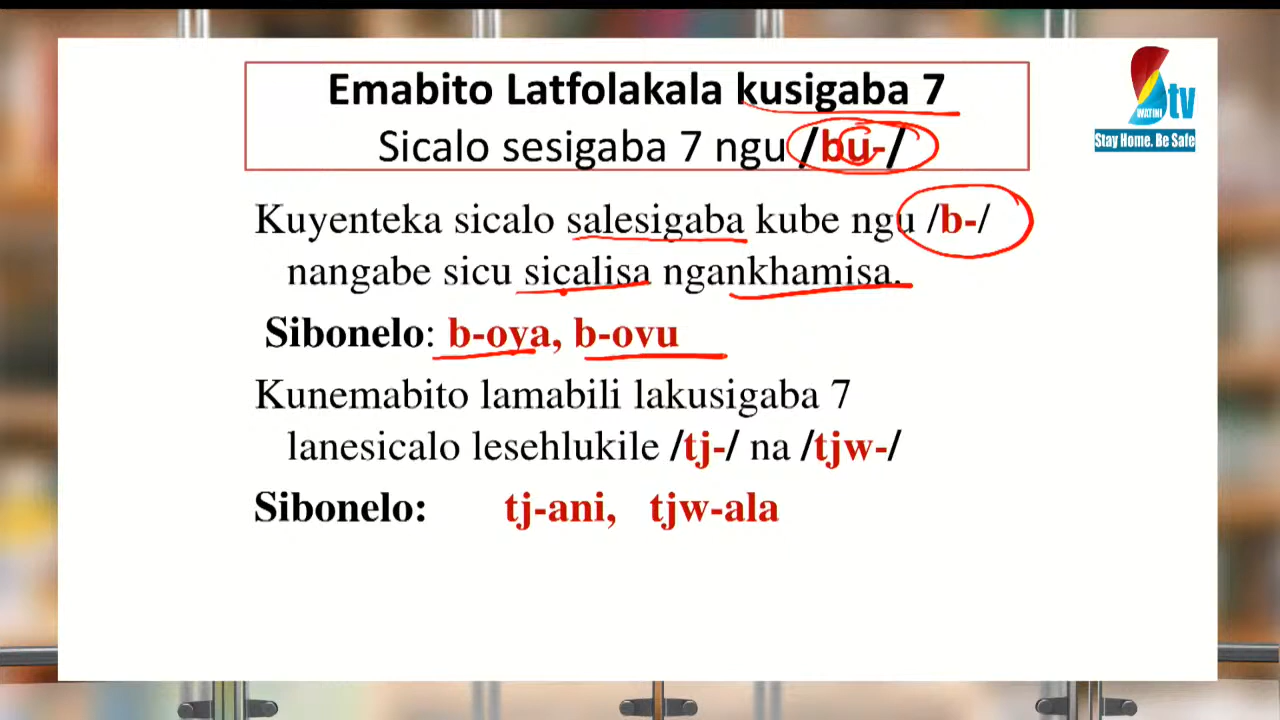 Emabito Latfolakala kusigaba 7
Sicalo sesigaba 7 ngu /bu-/
Kuyenteka sicalo salesigaba kube ngu /b-/
nangabe sicu sicalisa ngankhamisa.
Sibonelo: b-oya, b-ovu
Kunemabito lamabili lakusigaba 7
lanesicalo lesehlukile /tj-/ na /tjw-/
Sibonelo: tj-ani, tjw-ala
tv
WATINI
Stay Home. Be Safe